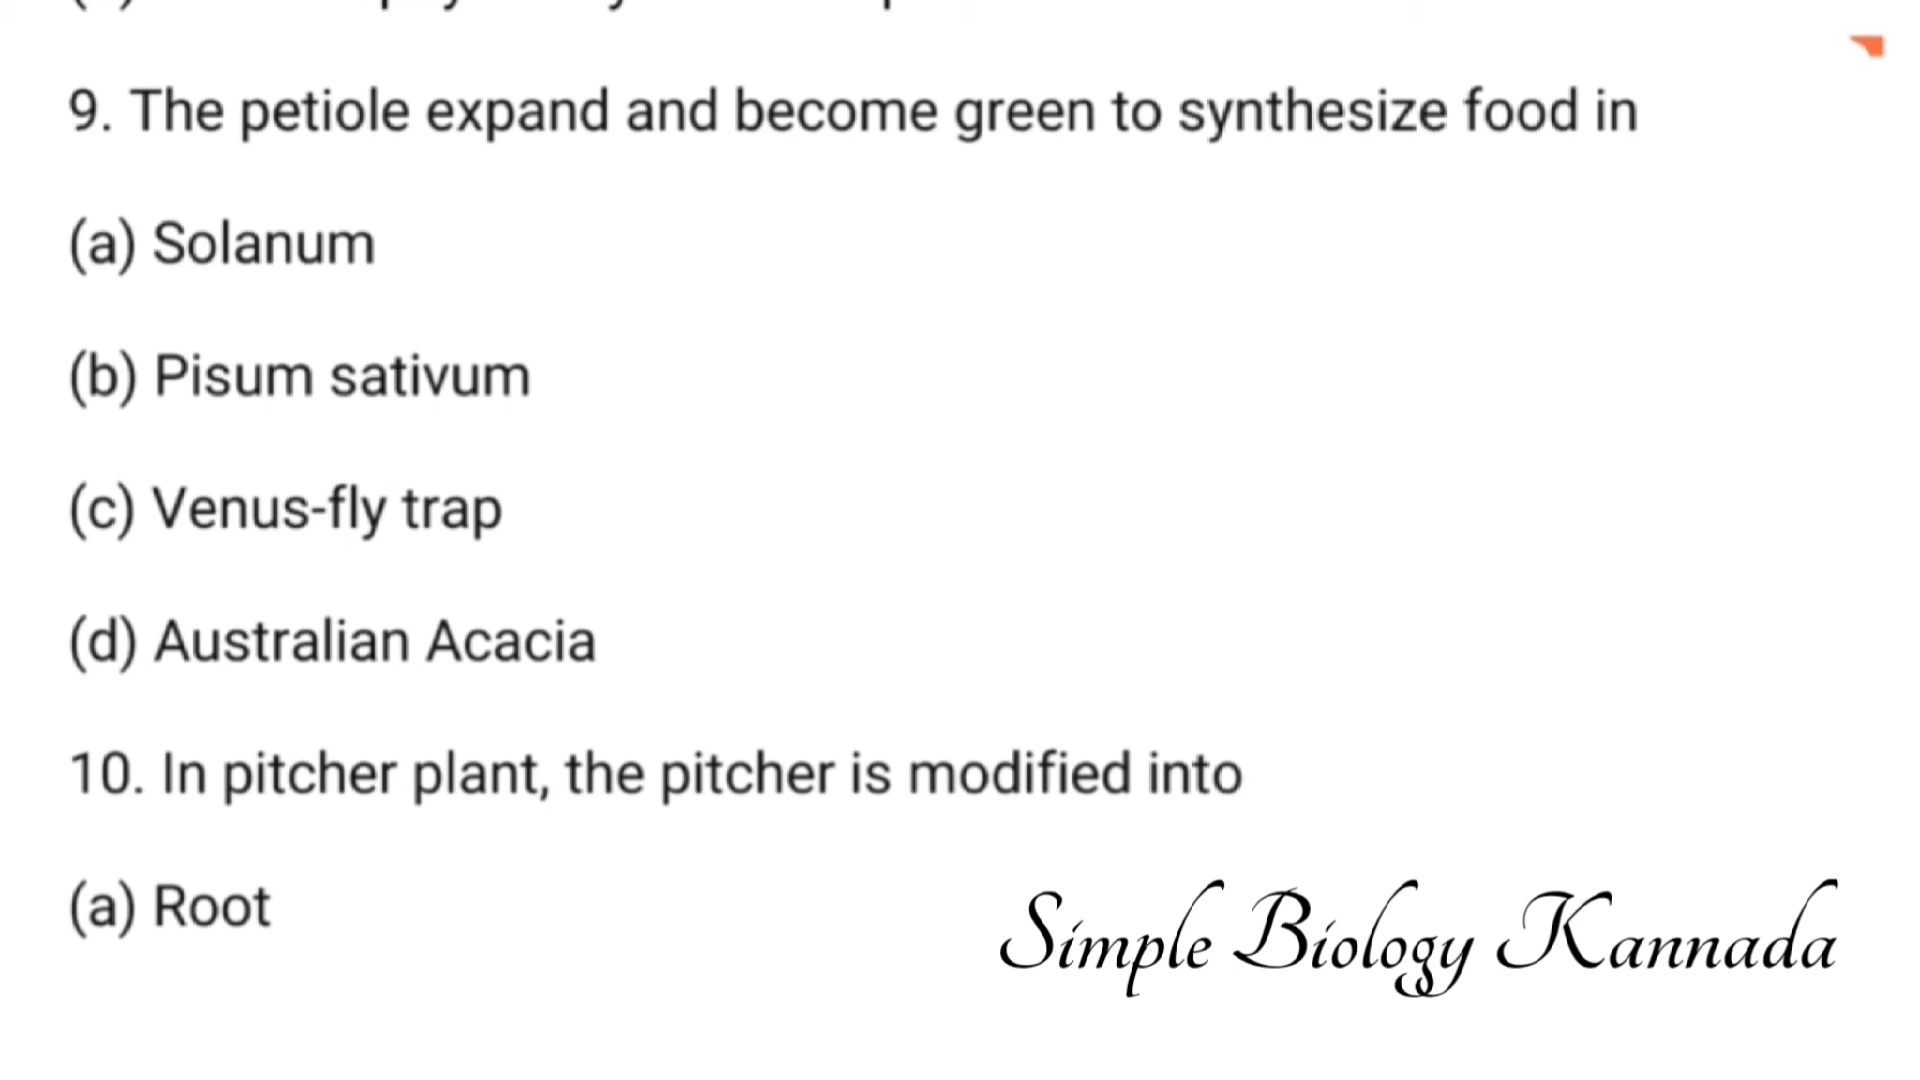 9. The petiole expand and become green to synthesize food in
(a) Solanum
(b) Pisum sativum
(c) Venus-fly trap
(d) Australian Acacia
10. In pitcher plant, the pitcher is modified into
(a) Root
Simple Biology Kannada